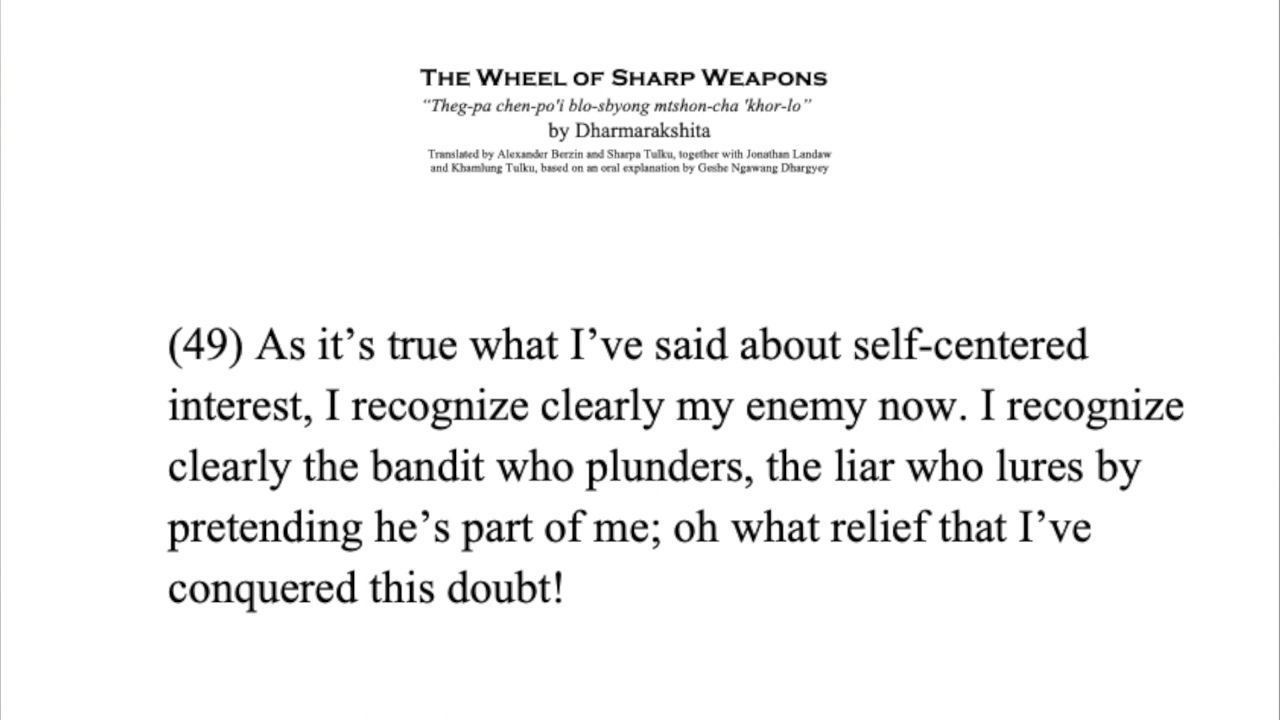 THE WHEEL OF SHARP WEAPONS
“Theg-pa chen-po'i blo-sbyong mtshon-cha 'khor-lo”
by Dharmarakshita
Translated by Alexander Berzin and Sharpa Tulku, together with Jonathan Landaw
and Khamlung Tulku, based on an oral explanation by Geshe Ngawang Dhargyey
(49) As it’s true what I’ve said about self-centered
interest, I recognize clearly my enemy now. I recognize
clearly the bandit who plunders, the liar who lures by
pretending he’s part of me; oh what relief that I’ve
conquered this doubt!